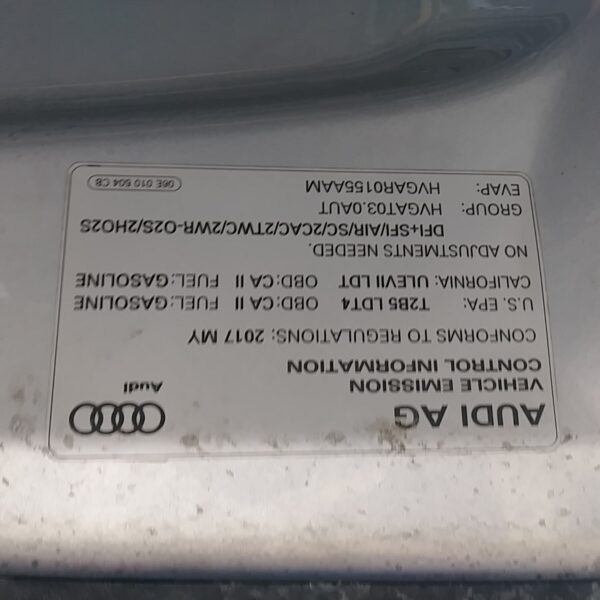 AUDI AG
Audi
VEHICLE EMISSION
CONTROL INFORMATION
CONFORMS TO REGULATIONS: 2017 MY
U.S. EPA: T2B5 LDT4 OBD: CA II FUEL: GASOLINE
CALIFORNIA: ULEVII LDT OBD: CA II FUEL: GASOLINE
NO ADJUSTMENTS NEEDED.
DFI+SFI/AIR/SC/2CAC/2TWC/2WR-O2S/2HO2S
GROUP: HVGAT03.0AUT
EVAP: HVGAR0155AAM
06E 010 504 CB